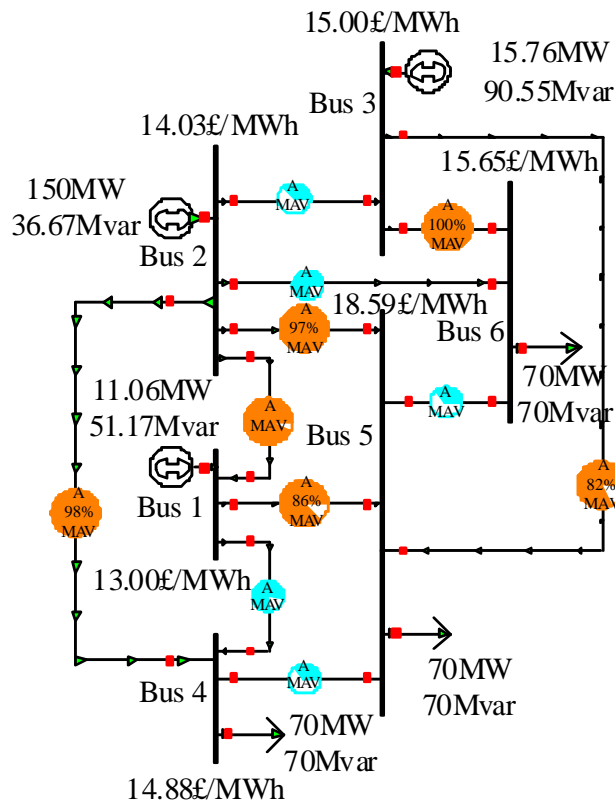 15.00£/MWh
15.76MW
90.55Mvar
Bus 3
14.03£/MWh
15.65£/MWh
150MW
36.67Mvar
Bus 2
A
MAV
A
100%
MAV
A
MAV
18.59£/MWh
Bus 6
A
97%
MAV
70MW
70Mvar
11.06MW
51.17Mvar
A
MAV
A
MAV
Bus 5
Bus 1
A
86%
MAV
A
82%
MAV
A
98%
MAV
13.00£/MWh
A
MAV
Bus 4
A
MAV
70MW
70Mvar
70MW
70Mvar
14.88£/MWh